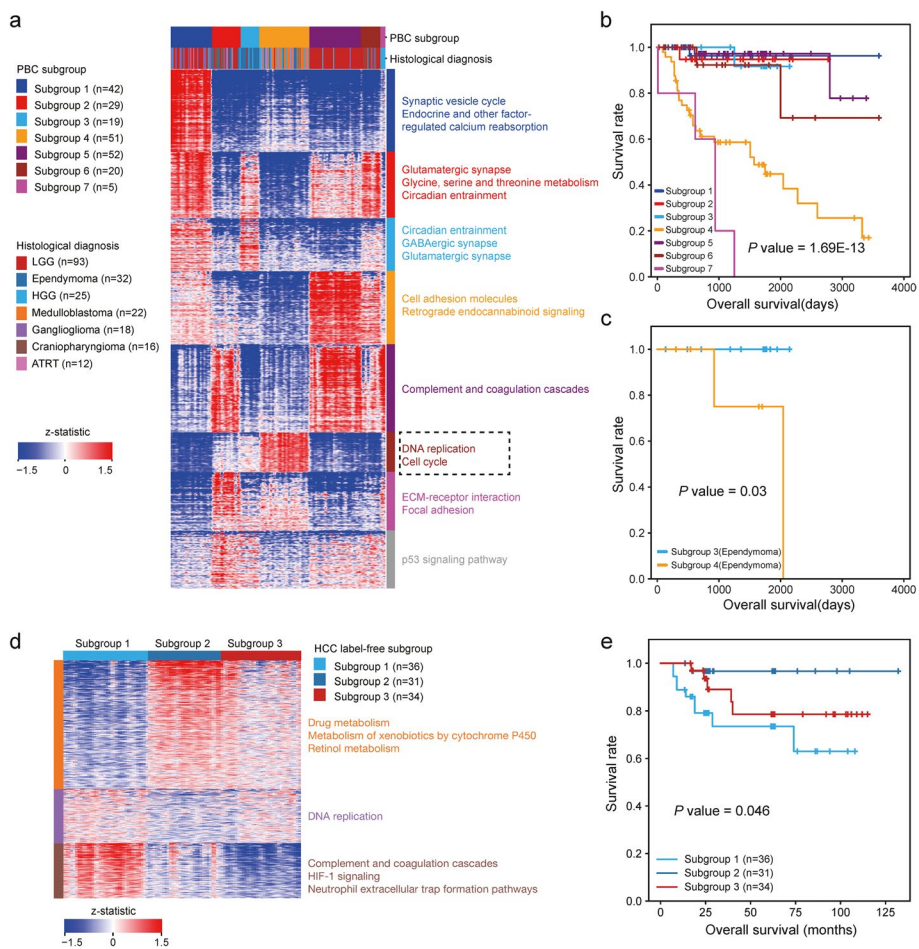 a
PBC subgroup
Histological diagnosis
PBC subgroup
Subgroup 1 (n=42)
Subgroup 2 (n=29)
Subgroup 3 (n=19)
Subgroup 4 (n=51)
Subgroup 5 (n=52)
Subgroup 6 (n=20)
Subgroup 7 (n=5)
Histological diagnosis
LGG (n=93)
Ependymoma (n=32)
HGG (n=25)
Medulloblastoma (n=22)
Ganglioglioma (n=18)
Craniopharyngioma (n=16)
ATRT (n=12)
z-statistic
−1.5 0 1.5
Synaptic vesicle cycle
Endocrine and other factor-
regulated calcium reabsorption
Glutamatergic synapse
Glycine, serine and threonine metabolism
Circadian entrainment
Circadian entrainment
GABAergic synapse
Glutamatergic synapse
Cell adhesion molecules
Retrograde endocannabinoid signaling
Complement and coagulation cascades
DNA replication
Cell cycle
ECM-receptor interaction
Focal adhesion
p53 signaling pathway
b
Survival rate
1.0
0.8
0.6
0.4
0.2
0.0
Subgroup 1
Subgroup 2
Subgroup 3
Subgroup 4
Subgroup 5
Subgroup 6
Subgroup 7
P value = 1.69E-13
0 1000 2000 3000 4000
Overall survival(days)
c
Survival rate
1.0
0.8
0.6
0.4
0.2
0.0
P value = 0.03
Subgroup 3(Ependymoma)
Subgroup 4(Ependymoma)
0 1000 2000 3000 4000
Overall survival(days)
d
Subgroup 1 Subgroup 2 Subgroup 3
HCC label-free subgroup
Subgroup 1 (n=36)
Subgroup 2 (n=31)
Subgroup 3 (n=34)
Drug metabolism
Metabolism of xenobiotics by cytochrome P450
Retinol metabolism
DNA replication
Complement and coagulation cascades
HIF-1 signaling
Neutrophil extracellular trap formation pathways
z-statistic
−1.5 0 1.5
e
Survival rate
1.0
0.8
0.6
0.4
0.2
0.0
P value = 0.046
Subgroup 1 (n=36)
Subgroup 2 (n=31)
Subgroup 3 (n=34)
0 25 50 75 100 125
Overall survival (months)